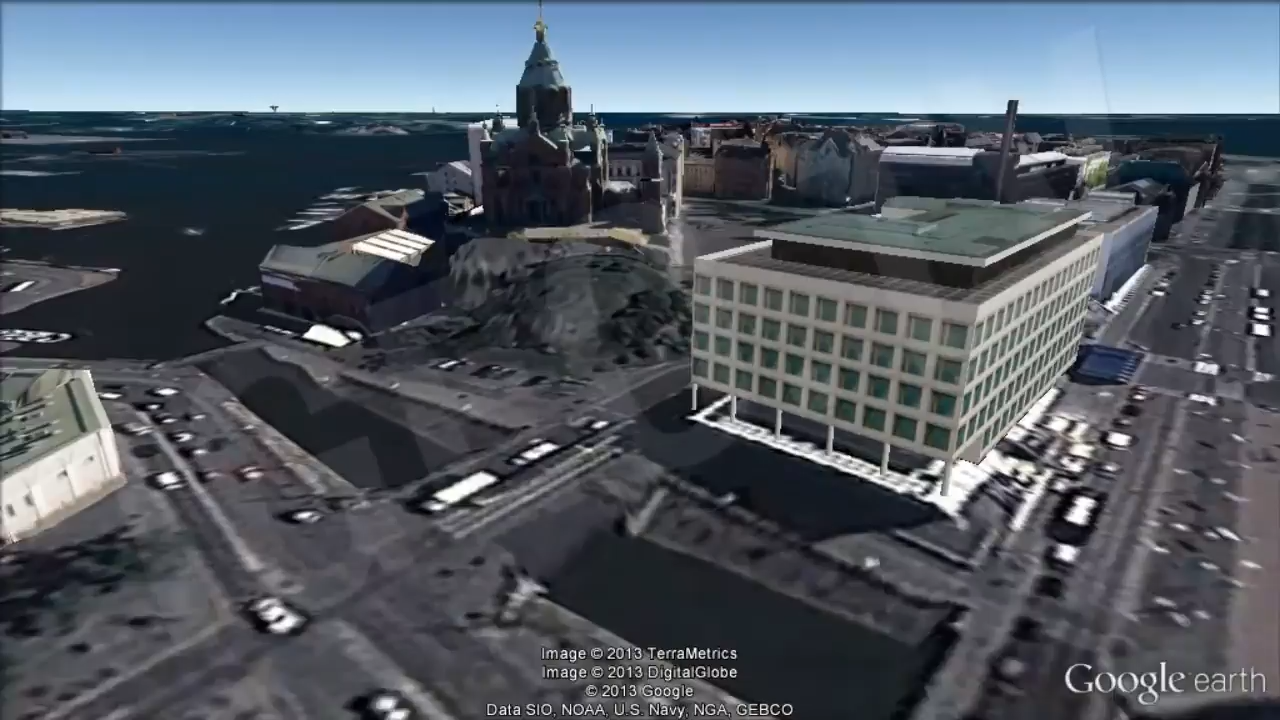 Image © 2013 TerraMetrics
Image © 2013 DigitalGlobe
© 2013 Google
Data SIO, NOAA, U.S. Navy, NGA, GEBCO
Google earth